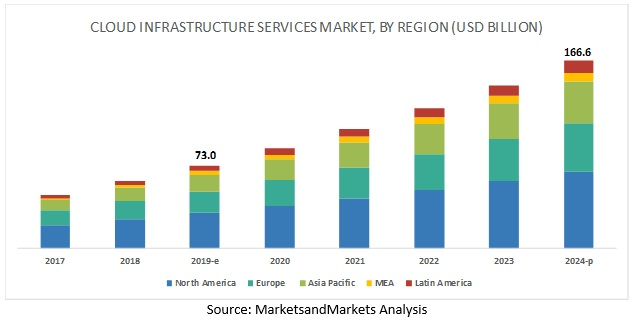 CLOUD INFRASTRUCTURE SERVICES MARKET, BY REGION (USD BILLION)
166.6
73.0
2017 2018 2019-e 2020 2021 2022 2023 2024-p
North America Europe Asia Pacific MEA Latin America
Source: MarketsandMarkets Analysis